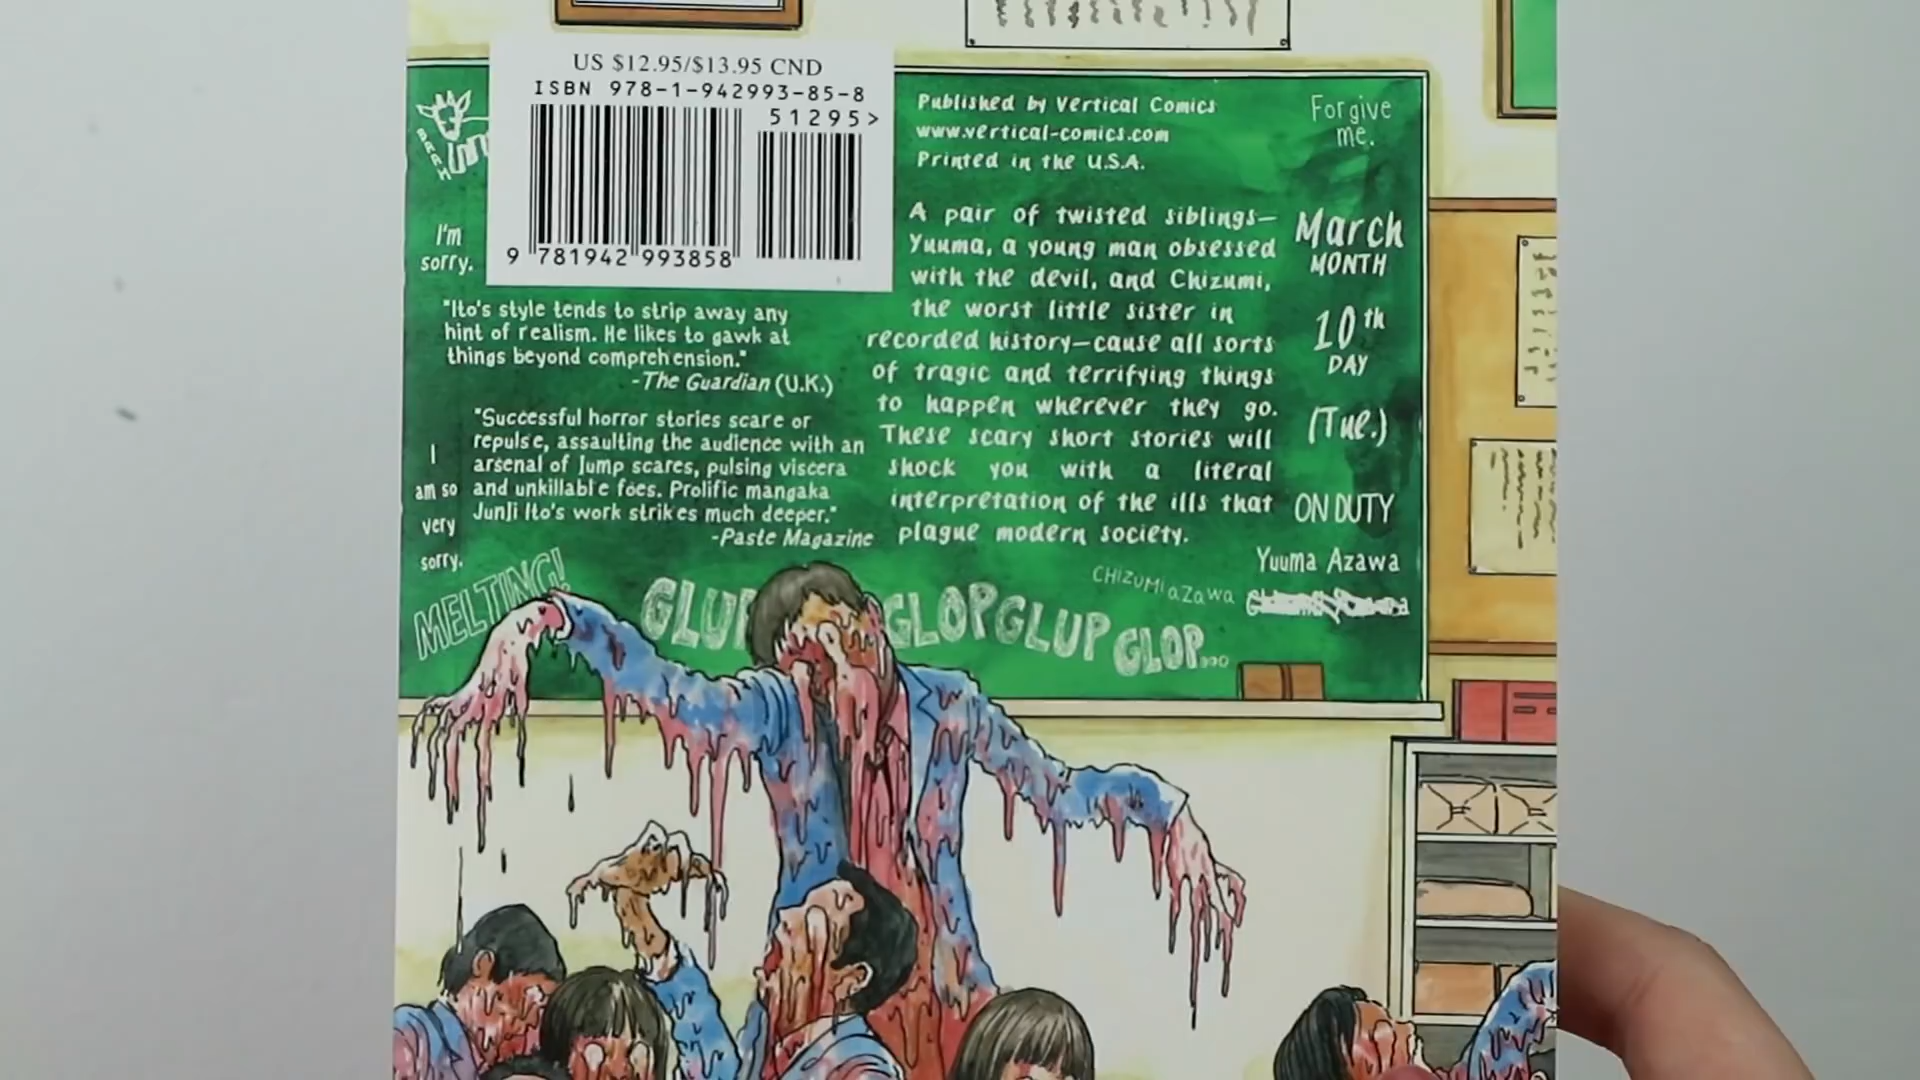 US $12.95/$13.95 CND
ISBN 978-1-942993-85-8
51295>
9 781942 993858
Published by Vertical Comics
www.vertical-comics.com
Printed in the U.S.A.
Forgive
me.
I'm
sorry.
"Ito's style tends to strip away any
hint of realism. He likes to gawk at
things beyond comprehension."
-The Guardian (U.K.)
I
am so
very
sorry.
"Successful horror stories scare or
repulse, assaulting the audience with an
arsenal of jump scares, pulsing viscera
and unkillable foes. Prolific mangaka
Junji Ito's work strikes much deeper."
-Paste Magazine
A pair of twisted siblings—
Yuuma, a young man obsessed
with the devil, and Chizumi,
the worst little sister in
recorded history—cause all sorts
of tragic and terrifying things
to happen wherever they go.
These scary short stories will
shock you with a literal
interpretation of the ills that
plague modern society.
March
MONTH
10th
DAY
(Tue.)
ON DUTY
Yuuma Azawa
CHIZUMI aZawa
MELTING!
GLUP
GLOP GLUP GLOP...